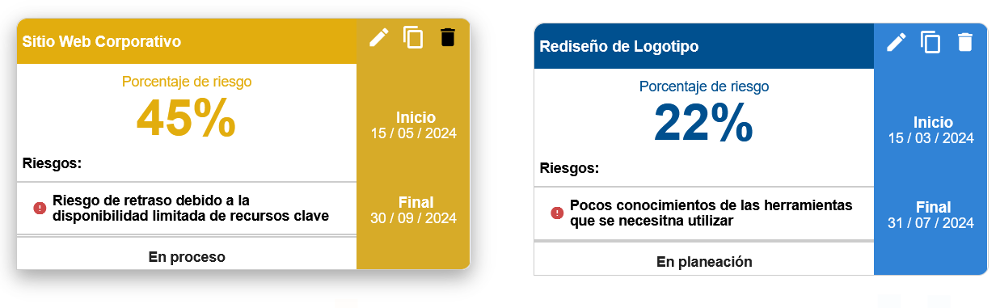 Sitio Web Corporativo
Porcentaje de riesgo
45%
Inicio
15 / 05 / 2024
Riesgos:
Riesgo de retraso debido a la
disponibilidad limitada de recursos clave
Final
30 / 09 / 2024
En proceso
Rediseño de Logotipo
Porcentaje de riesgo
22%
Inicio
15 / 03 / 2024
Riesgos:
Pocos conocimientos de las herramientas
que se necesitna utilizar
Final
31 / 07 / 2024
En planeación